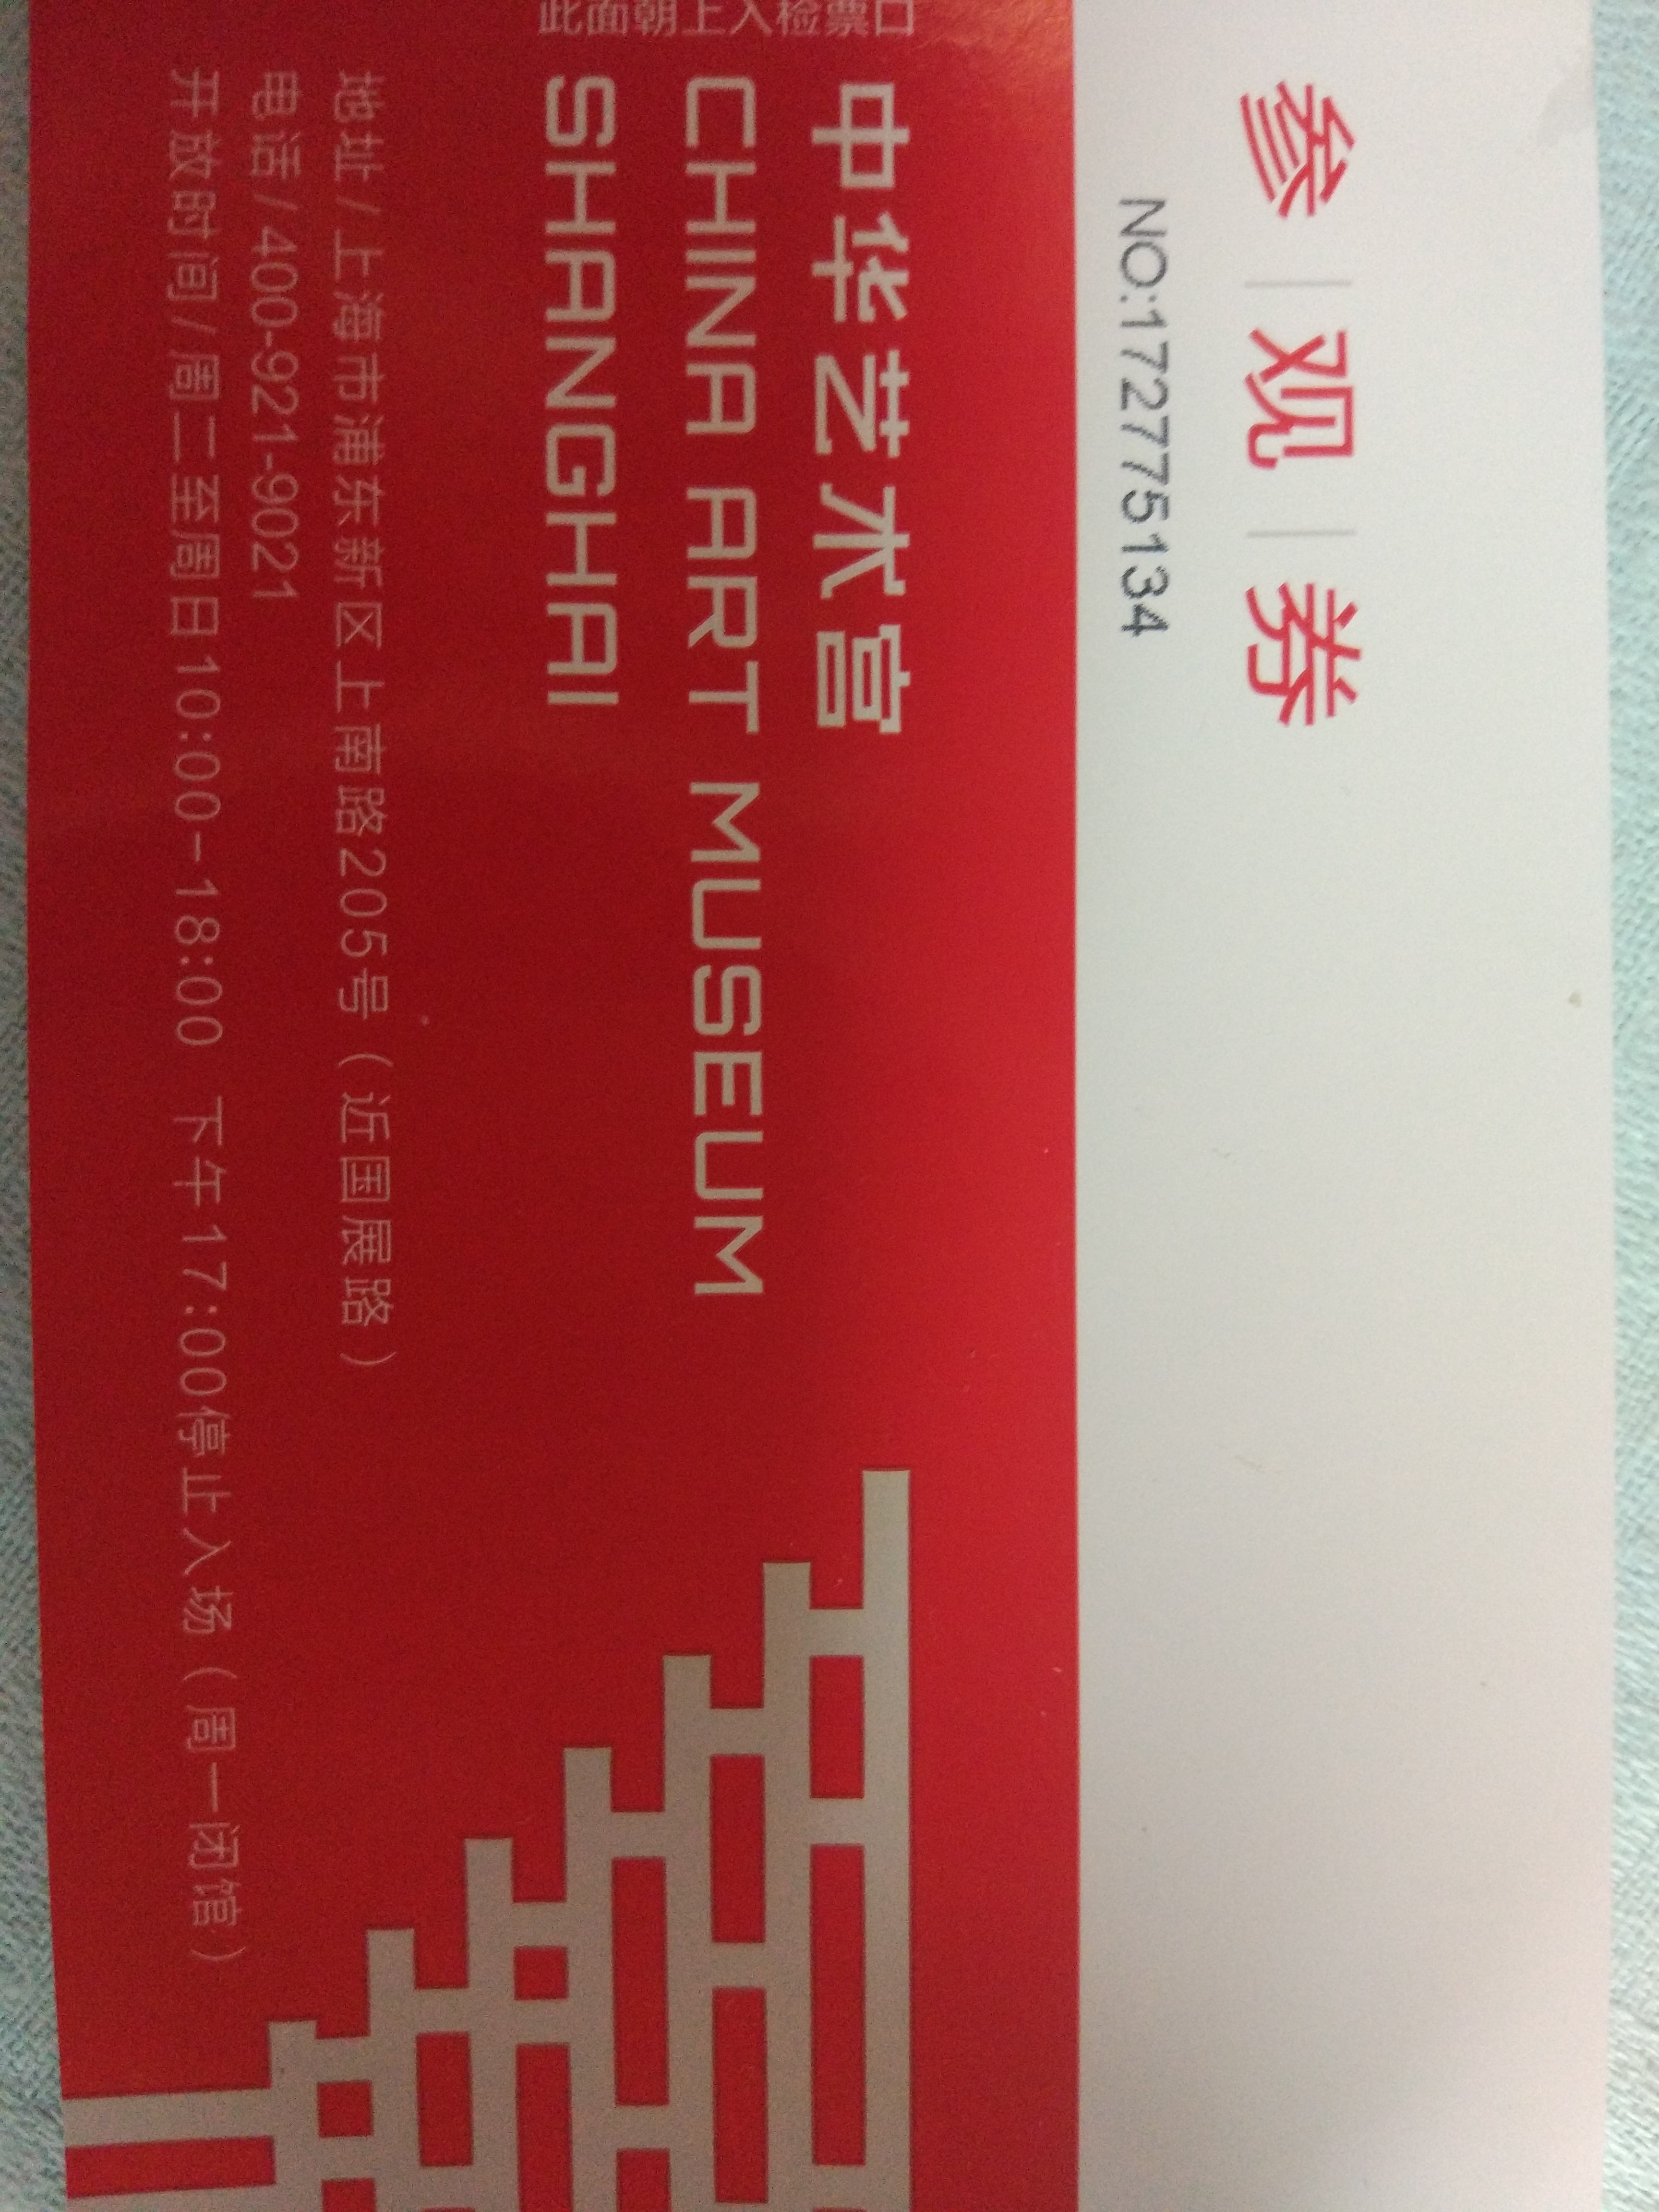 参｜观｜券
NO:1727775134
中华艺术宫
CHINA ART MUSEUM
SHANGHAI
地址/上海市浦东新区上南路205号（近国展路）
电话/400-921-9021
开放时间/周二至周日10:00-18:00 下午17:00停止入场（周一闭馆）
此面朝上入检票口